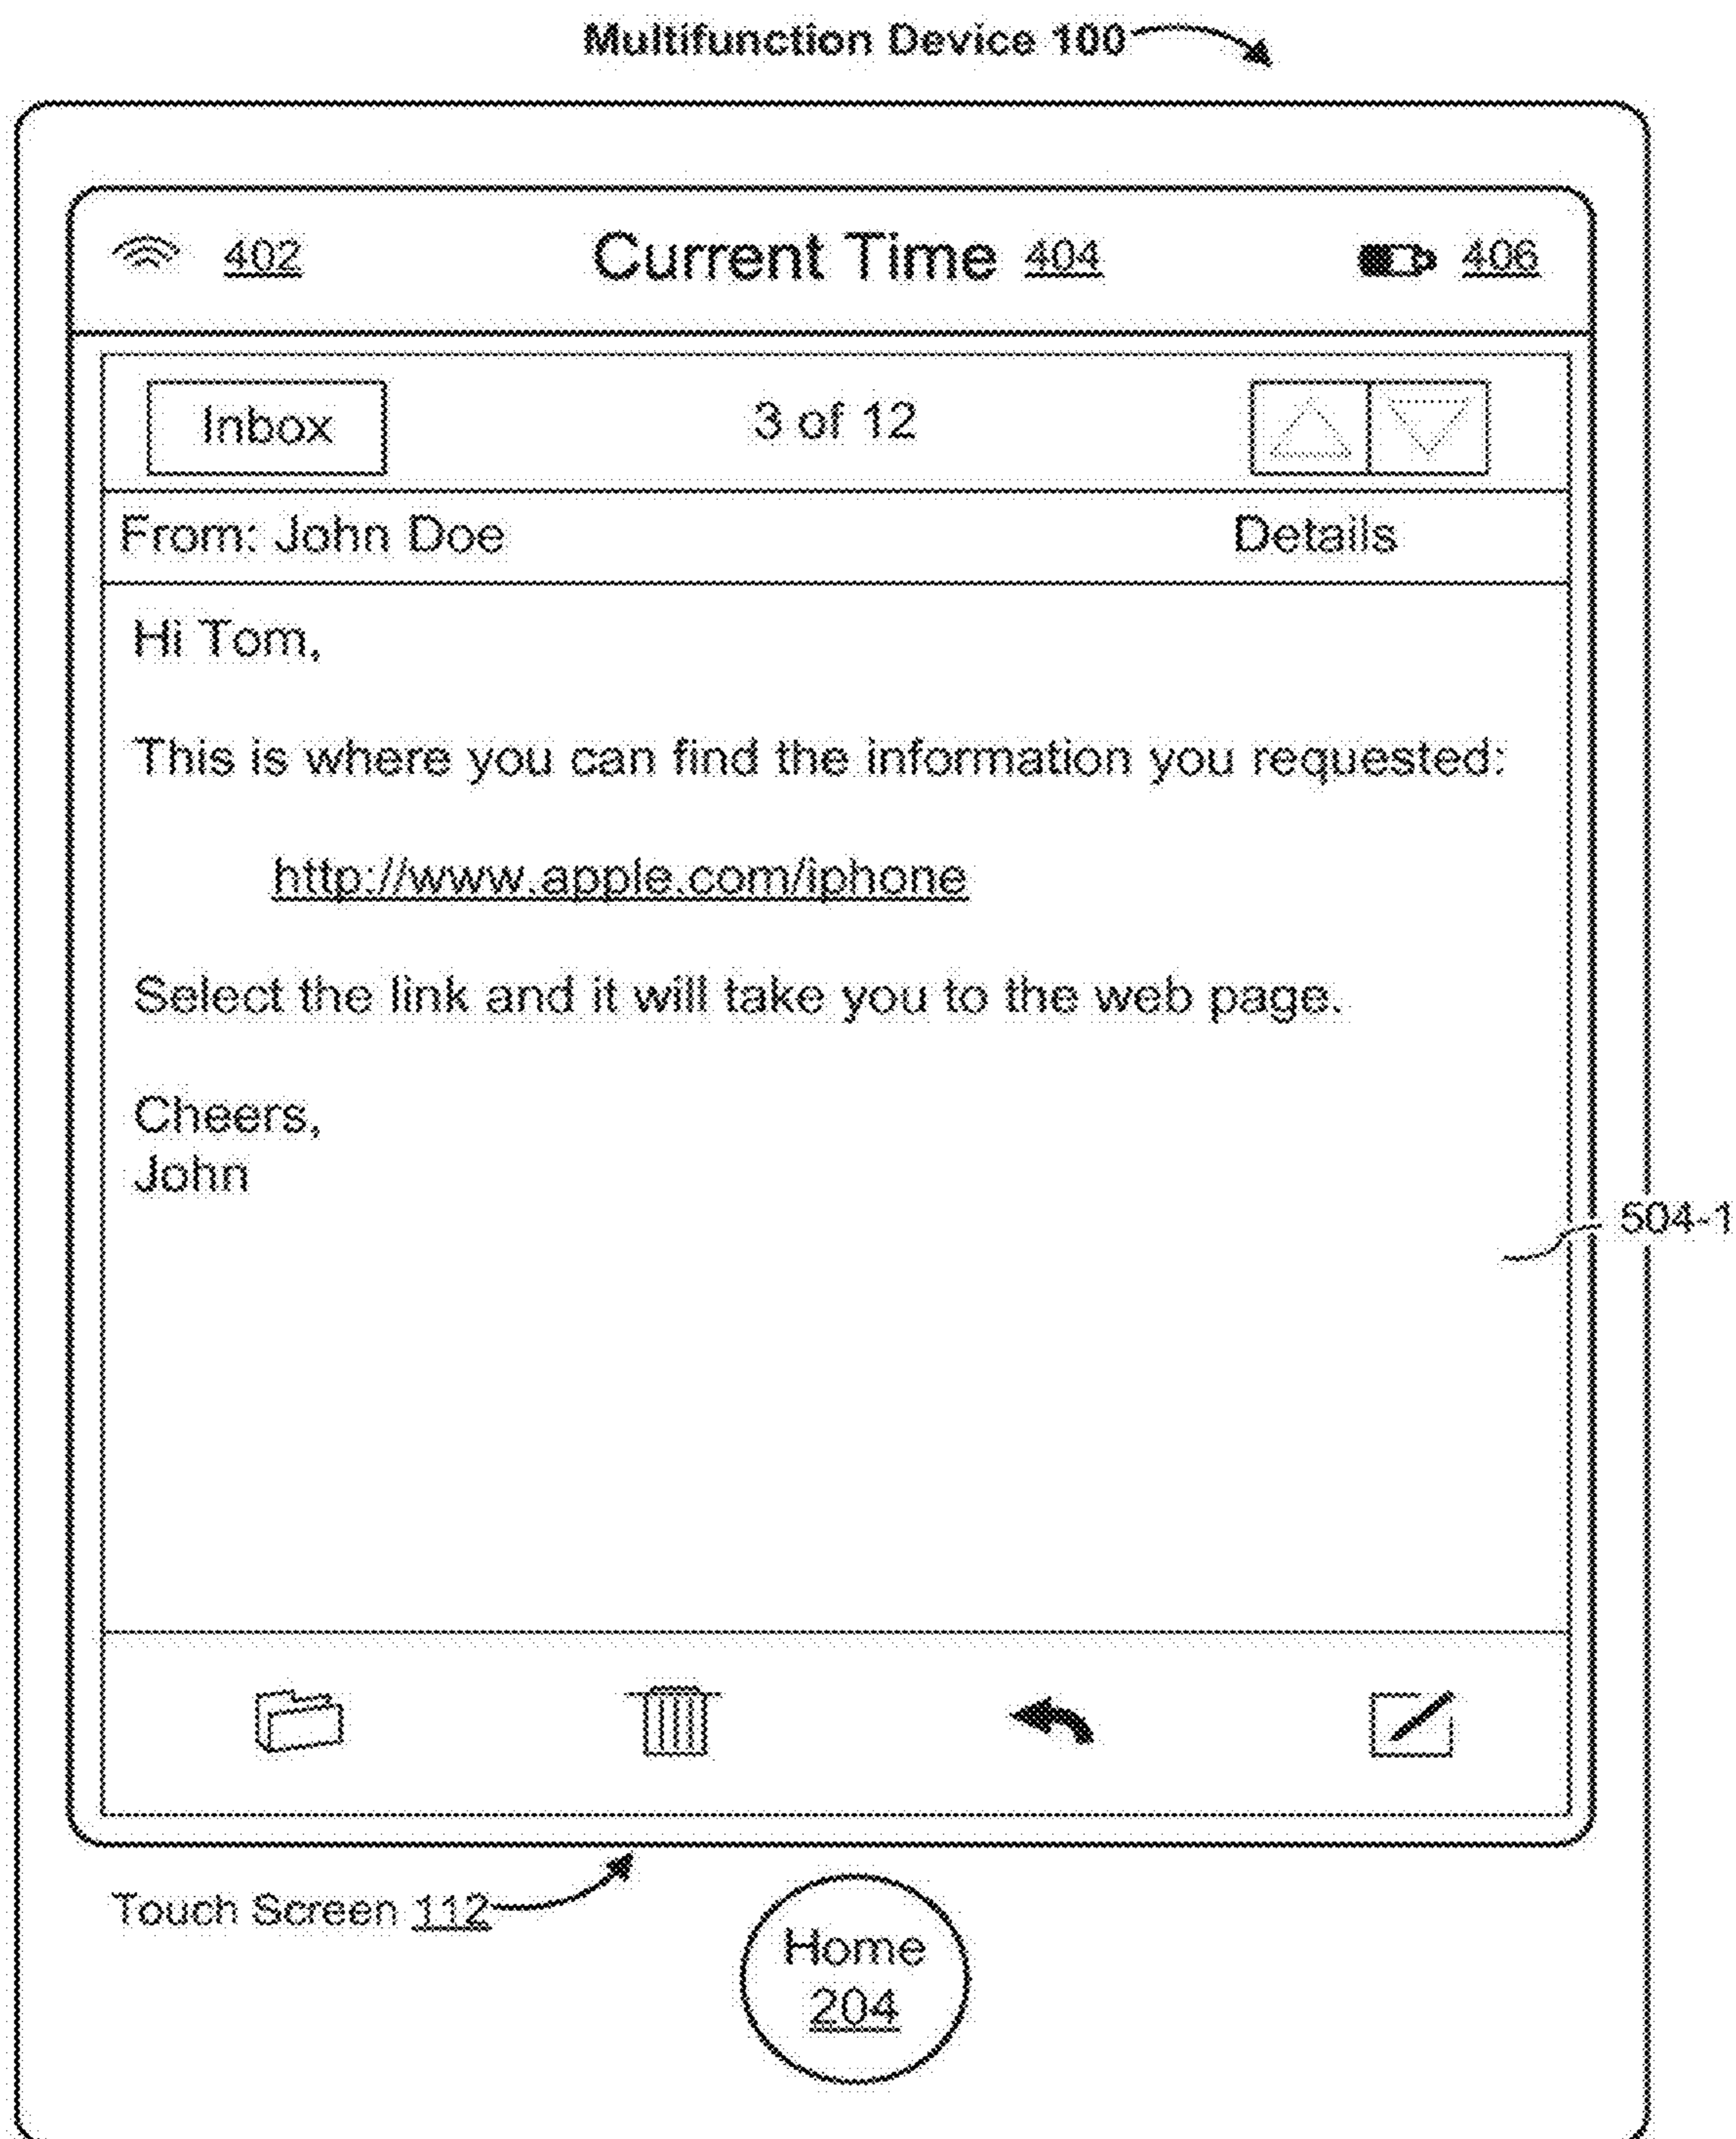 Multifunction Device 100
402 Current Time 404 406
Inbox 3 of 12
From: John Doe Details
Hi Tom,
This is where you can find the information you requested:
http://www.apple.com/iphone
Select the link and it will take you to the web page.
Cheers,
John
504-1
Touch Screen 112
Home
204